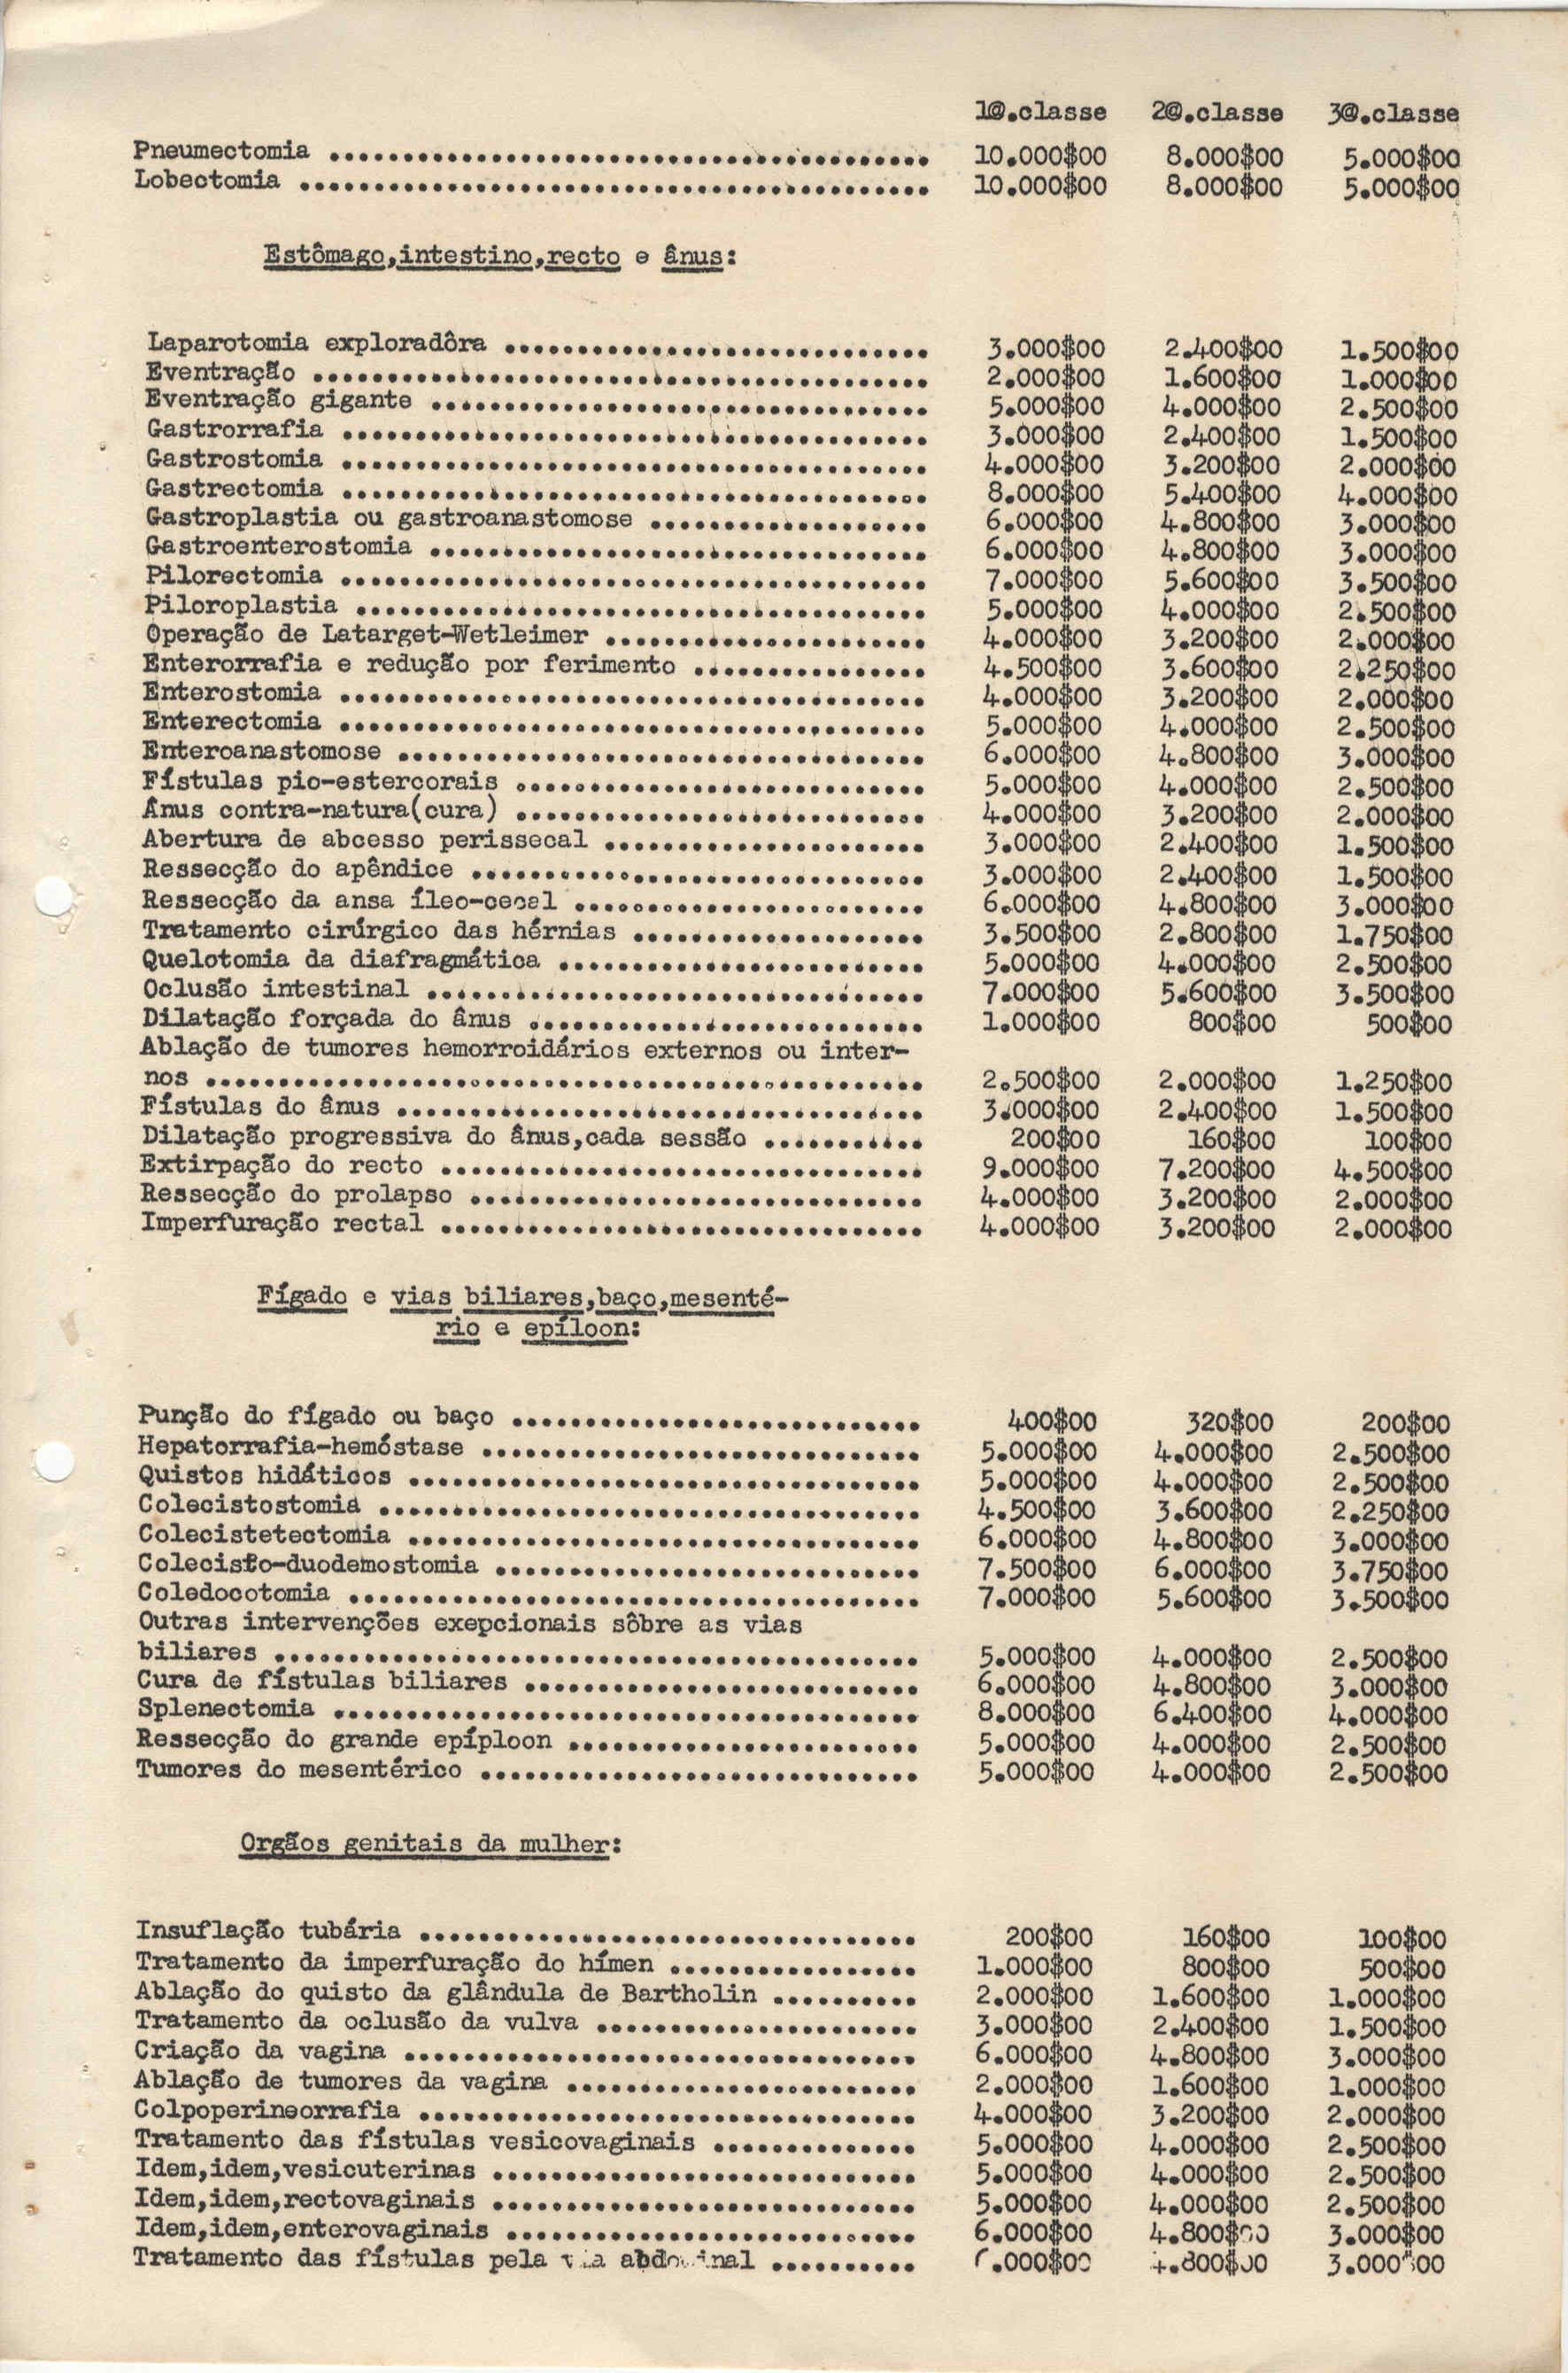 1@.classe 2@.classe 3@.classe
Pneumectomia ......................................... 10.000$00 8.000$00 5.000$00
Lobectomia ........................................... 10.000$00 8.000$00 5.000$00
Estômago,intestino,recto e ânus:
Laparotomia exploradôra ............................. 3.000$00 2.400$00 1.500$00
Eventração .......................................... 2.000$00 1.600$00 1.000$00
Eventração gigante .................................. 5.000$00 4.000$00 2.500$00
Gastrorrafia ........................................ 3.000$00 2.400$00 1.500$00
Gastrostomia ........................................ 4.000$00 3.200$00 2.000$00
Gastrectomia ........................................ 8.000$00 5.400$00 4.000$00
Gastroplastia ou gastroanastomose ................... 6.000$00 4.800$00 3.000$00
Gastroenterostomia .................................. 6.000$00 4.800$00 3.000$00
Pilorectomia ........................................ 7.000$00 5.600$00 3.500$00
Piloroplastia ....................................... 5.000$00 4.000$00 2.500$00
Operação de Latarget-Wetleimer ...................... 4.000$00 3.200$00 2.000$00
Enterorrafia e redução por ferimento ................ 4.500$00 3.600$00 2.250$00
Enterostomia ........................................ 4.000$00 3.200$00 2.000$00
Enterectomia ........................................ 5.000$00 4.000$00 2.500$00
Enteroanastomose .................................... 6.000$00 4.800$00 3.000$00
Fístulas pio-estercorais ............................ 5.000$00 4.000$00 2.500$00
Ânus contra-natura(cura) ............................ 4.000$00 3.200$00 2.000$00
Abertura de abcesso perissecal ...................... 3.000$00 2.400$00 1.500$00
Ressecção do apêndice ............................... 3.000$00 2.400$00 1.500$00
Ressecção da ansa íleo-cecal ........................ 6.000$00 4.800$00 3.000$00
Tratamento cirúrgico das hérnias .................... 3.500$00 2.800$00 1.750$00
Quelotomia da diafragmática ......................... 5.000$00 4.000$00 2.500$00
Oclusão intestinal .................................. 7.000$00 5.600$00 3.500$00
Dilatação forçada do ânus ........................... 1.000$00 800$00 500$00
Ablação de tumores hemorroidários externos ou inter-
nos ................................................. 2.500$00 2.000$00 1.250$00
Fístulas do ânus .................................... 3.000$00 2.400$00 1.500$00
Dilatação progressiva do ânus,cada sessão ........... 200$00 160$00 100$00
Extirpação do recto ................................. 9.000$00 7.200$00 4.500$00
Ressecção do prolapso ............................... 4.000$00 3.200$00 2.000$00
Imperfuração rectal ................................. 4.000$00 3.200$00 2.000$00
Fígado e vias biliares,baço,mesenté-
rio e epíloon:
Punção do fígado ou baço ............................ 400$00 320$00 200$00
Hepatorrafia-hemóstase .............................. 5.000$00 4.000$00 2.500$00
Quistos hidáticos ................................... 5.000$00 4.000$00 2.500$00
Colecistostomia ..................................... 4.500$00 3.600$00 2.250$00
Colecistetectomia ................................... 6.000$00 4.800$00 3.000$00
Colecisto-duodemostomia ............................. 7.500$00 6.000$00 3.750$00
Coledocotomia ....................................... 7.000$00 5.600$00 3.500$00
Outras intervenções exepcionais sôbre as vias
biliares ............................................ 5.000$00 4.000$00 2.500$00
Cura de fístulas biliares ........................... 6.000$00 4.800$00 3.000$00
Splenectomia ........................................ 8.000$00 6.400$00 4.000$00
Ressecção do grande epíploon ........................ 5.000$00 4.000$00 2.500$00
Tumores do mesentérico .............................. 5.000$00 4.000$00 2.500$00
Orgãos genitais da mulher:
Insuflação tubária .................................. 200$00 160$00 100$00
Tratamento da imperfuração do hímen ................. 1.000$00 800$00 500$00
Ablação do quisto da glândula de Bartholin .......... 2.000$00 1.600$00 1.000$00
Tratamento da oclusão da vulva ...................... 3.000$00 2.400$00 1.500$00
Criação da vagina ................................... 6.000$00 4.800$00 3.000$00
Ablação de tumores da vagina ........................ 2.000$00 1.600$00 1.000$00
Colpoperineorrafia .................................. 4.000$00 3.200$00 2.000$00
Tratamento das fístulas vesicovaginais .............. 5.000$00 4.000$00 2.500$00
Idem,idem,vesicuterinas ............................. 5.000$00 4.000$00 2.500$00
Idem,idem,rectovaginais ............................. 5.000$00 4.000$00 2.500$00
Idem,idem,enterovaginais ............................ 6.000$00 4.800$00 3.000$00
Tratamento das fístulas pela via abdominal .......... 4.800$00 3.000$00